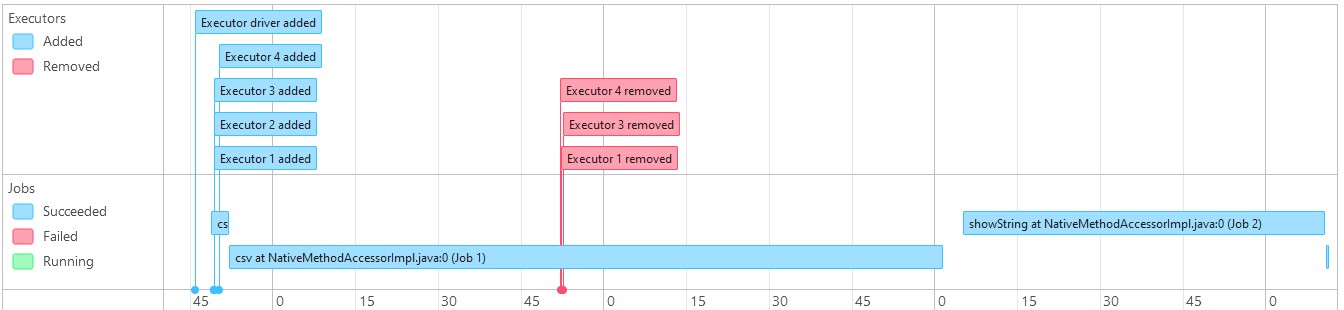 Executors
Added
Removed
Executor driver added
Executor 4 added
Executor 3 added
Executor 2 added
Executor 1 added
Executor 4 removed
Executor 3 removed
Executor 1 removed
Jobs
Succeeded
Failed
Running
cs
csv at NativeMethodAccessorImpl.java:0 (Job 1)
showString at NativeMethodAccessorImpl.java:0 (Job 2)
45 0 15 30 45 0 15 30 45 0 15 30 45 0